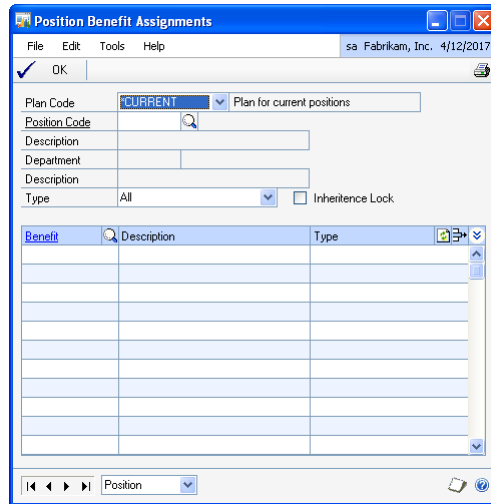 Position Benefit Assignments
File Edit Tools Help sa Fabrikam, Inc. 4/12/2017
OK
Plan Code *CURRENT Plan for current positions
Position Code
Description
Department
Description
Type All Inheritence Lock
Benefit Description Type
Position